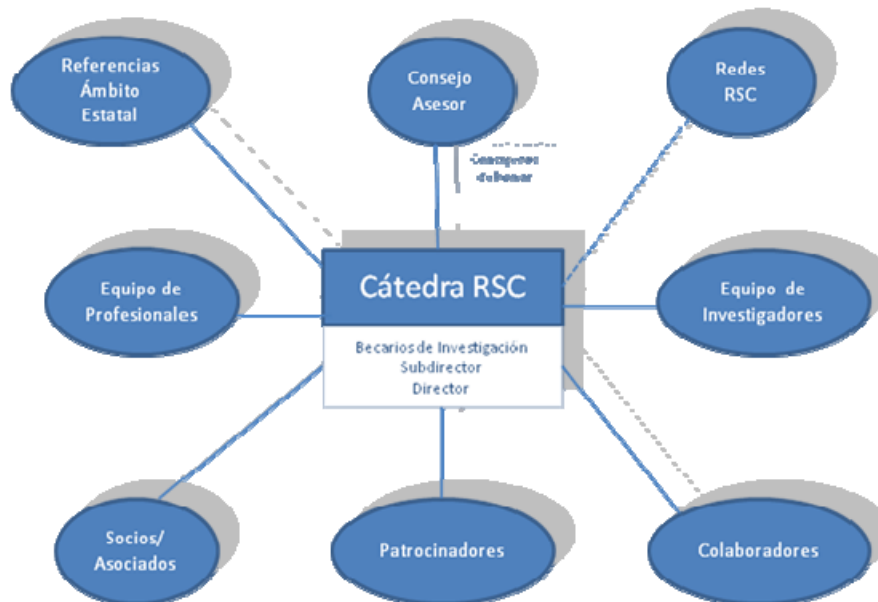 Referencias
Ámbito
Estatal
Consejo
Asesor
Redes
RSC
Equipo de
Profesionales
Cátedra RSC
Becarios de Investigación
Subdirector
Director
Equipo de
Investigadores
Socios/
Asociados
Patrocinadores
Colaboradores